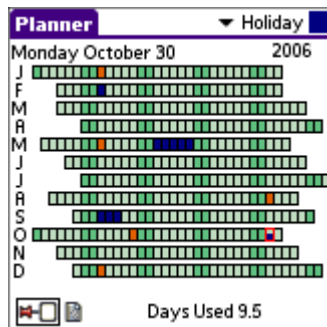 Planner
Holiday
Monday October 30
2006
J
F
M
A
M
J
J
A
S
O
N
D
Days Used 9.5